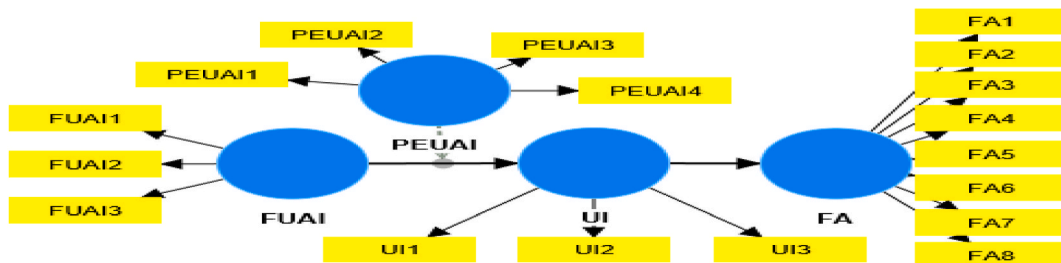 PEUAI2
PEUAI3
PEUAI1
PEUAI4
PEUAI
FUAI1
FUAI2
FUAI3
FUAI
UI
UI1
UI2
UI3
FA
FA1
FA2
FA3
FA4
FA5
FA6
FA7
FA8